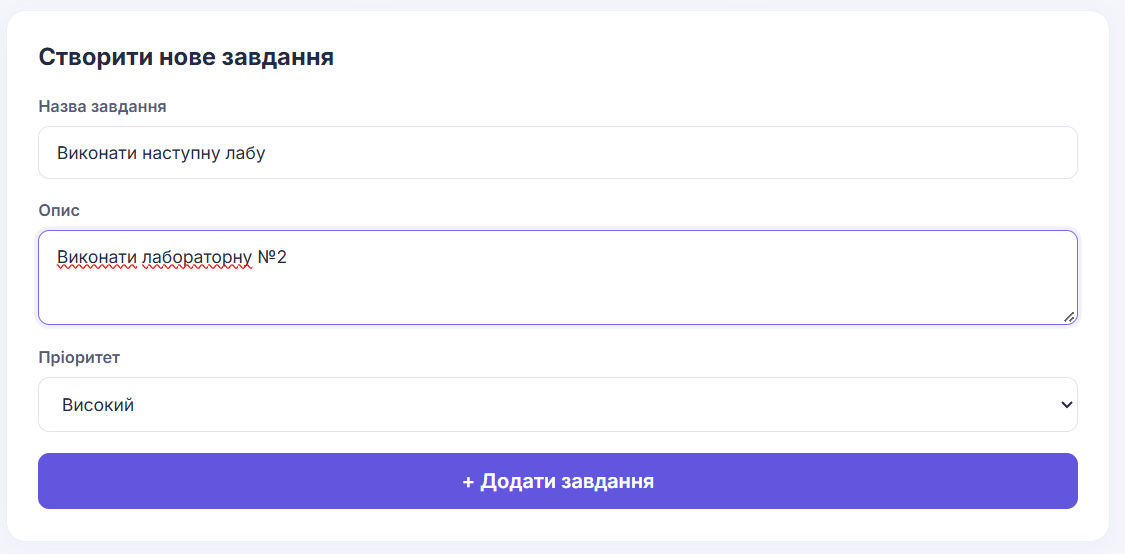 Створити нове завдання
Назва завдання
Виконати наступну лабу
Опис
Виконати лабораторну №2
Пріоритет
Високий
+ Додати завдання